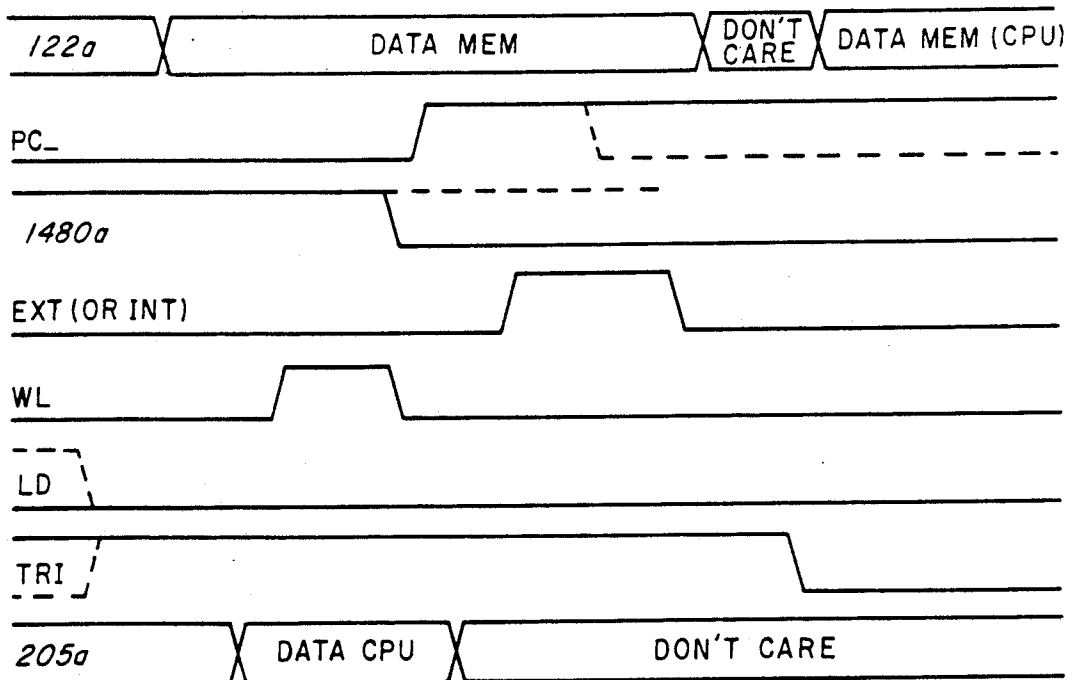 122a DATA MEM DON'T CARE DATA MEM (CPU)
PC_
1480a
EXT (OR INT)
WL
LD
TRI
205a DATA CPU DON'T CARE